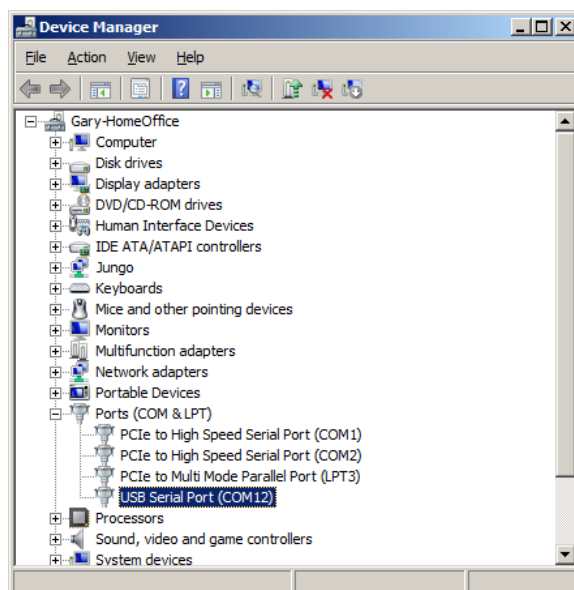 Device Manager
File Action View Help
Gary-HomeOffice
Computer
Disk drives
Display adapters
DVD/CD-ROM drives
Human Interface Devices
IDE ATA/ATAPI controllers
Jungo
Keyboards
Mice and other pointing devices
Monitors
Multifunction adapters
Network adapters
Portable Devices
Ports (COM & LPT)
PCIe to High Speed Serial Port (COM1)
PCIe to High Speed Serial Port (COM2)
PCIe to Multi Mode Parallel Port (LPT3)
USB Serial Port (COM12)
Processors
Sound, video and game controllers
System devices